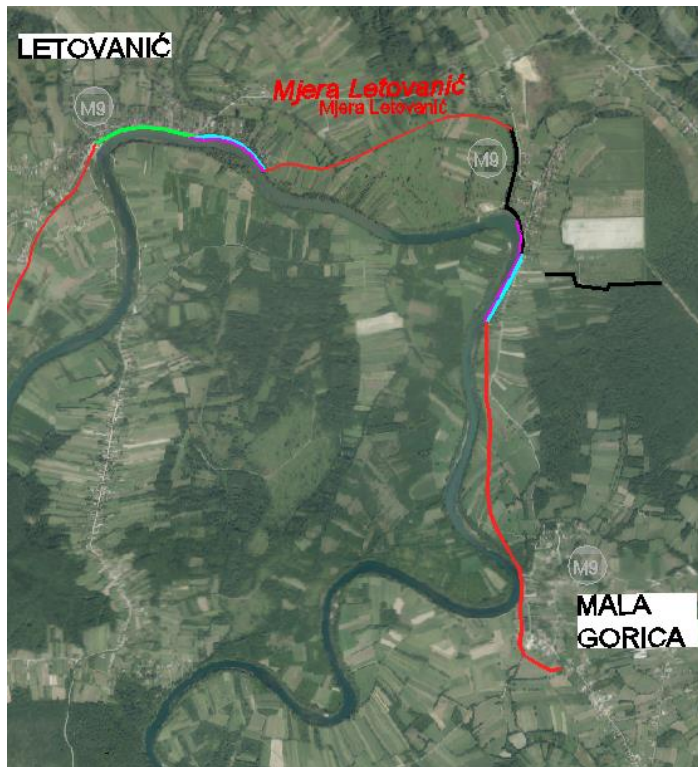 LETOVANIĆ
Mjera Letovanić
Mjera Letovanić
M9
M9
M9
MALA
GORICA